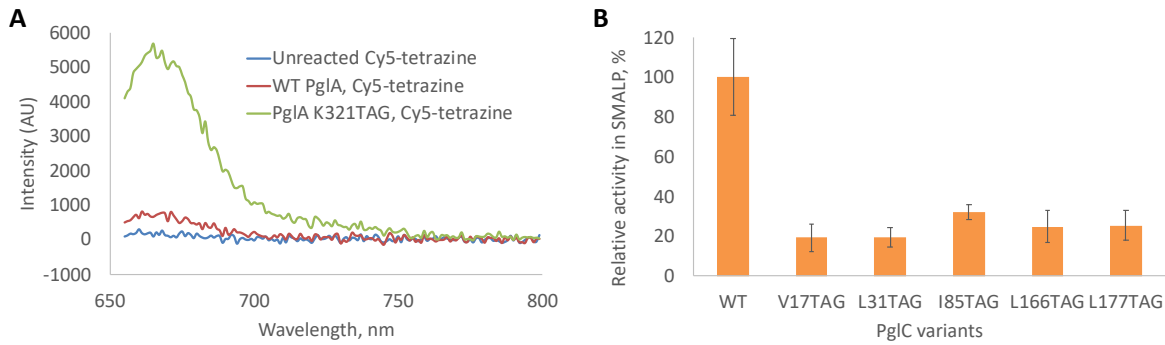 A
6000
5000
4000
3000
2000
1000
0
-1000
Intensity (AU)
Unreacted Cy5-tetrazine
WT PglA, Cy5-tetrazine
PglA K321TAG, Cy5-tetrazine
650 700 750 800
Wavelength, nm
B
120
100
80
60
40
20
0
Relative activity in SMALP, %
WT V17TAG L31TAG I85TAG L166TAG L177TAG
PglC variants